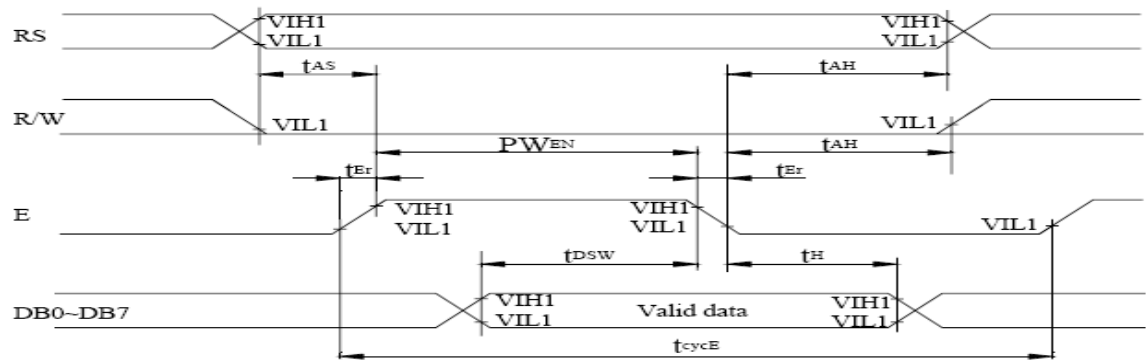 VIH1 VIH1
RS
VIL1 VIL1
tAS tAH
R/W VIL1 VIL1
PWEN tAH
tEr tEr
E VIH1 VIH1
VIL1 VIL1 VIL1
tDSW tH
VIH1 Valid data VIH1
DB0~DB7
VIL1 VIL1
tcycE